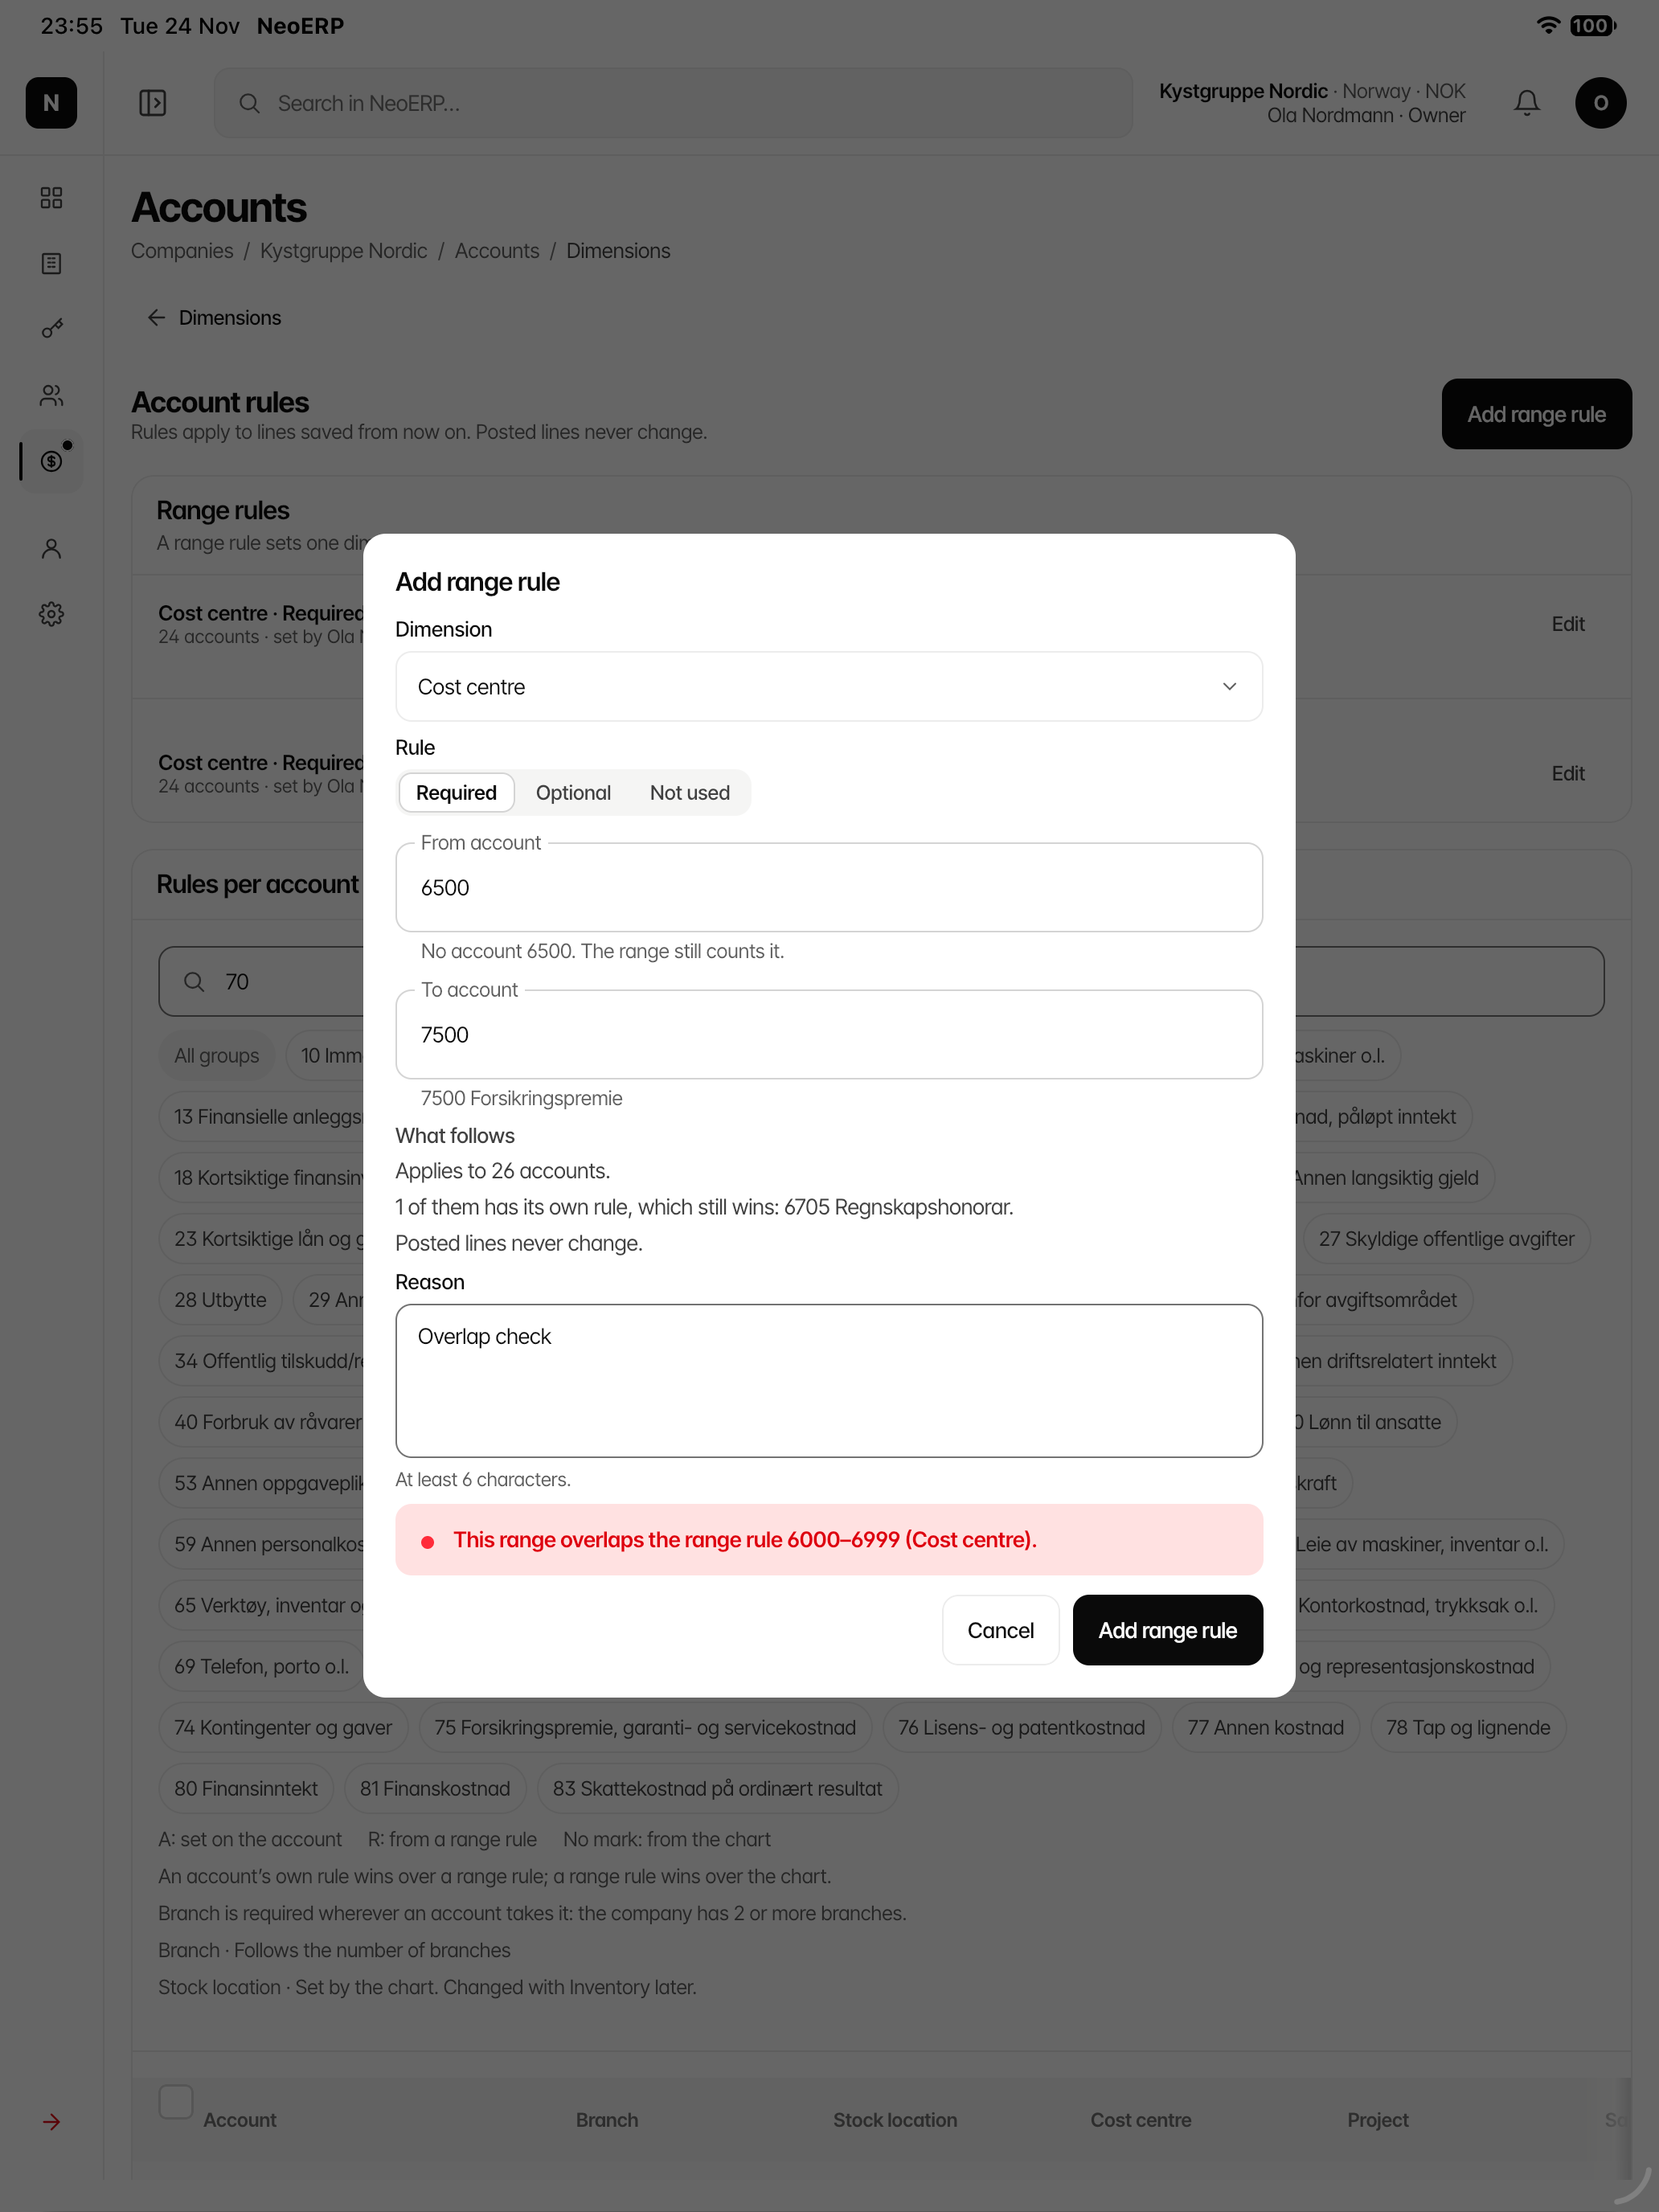 23:55 Tue 24 Nov NeoERP
100
N
Search in NeoERP...
Kystgruppe Nordic · Norway · NOK
Ola Nordmann · Owner
O
Accounts
Companies / Kystgruppe Nordic / Accounts / Dimensions
Dimensions
Account rules
Rules apply to lines saved from now on. Posted lines never change.
Add range rule
Range rules
A range rule sets one
Cost centre · Required
24 accounts · set by Ola
Edit
Cost centre · Required
24 accounts · set by Ola
Edit
Rules per account
70
All groups
10
13 Finansielle
18 Kortsiktige
23 Kortsiktige lån og
28 Utbytte
29
34 Offentlig
40 Forbruk av råvarer
53 Annen
59 Annen
65 Verktøy, inventar
69 Telefon, porto o.l.
o.l.
påløpt inntekt
Annen langsiktig gjeld
27 Skyldige offentlige avgifter
avgiftsområdet
driftsrelatert inntekt
Lønn til ansatte
Leie av maskiner, inventar o.l.
Kontorkostnad, trykksak o.l.
og representasjonskostnad
Add range rule
Dimension
Cost centre
Rule
Required Optional Not used
From account
6500
No account 6500. The range still counts it.
To account
7500
7500 Forsikringspremie
What follows
Applies to 26 accounts.
1 of them has its own rule, which still wins: 6705 Regnskapshonorar.
Posted lines never change.
Reason
Overlap check
At least 6 characters.
This range overlaps the range rule 6000–6999 (Cost centre).
Cancel
Add range rule
74 Kontingenter og gaver
75 Forsikringspremie, garanti- og servicekostnad
76 Lisens- og patentkostnad
77 Annen kostnad
78 Tap og lignende
80 Finansinntekt
81 Finanskostnad
83 Skattekostnad på ordinært resultat
A: set on the account R: from a range rule No mark: from the chart
An account’s own rule wins over a range rule; a range rule wins over the chart.
Branch is required wherever an account takes it: the company has 2 or more branches.
Branch · Follows the number of branches
Stock location · Set by the chart. Changed with Inventory later.
Account Branch Stock location Cost centre Project